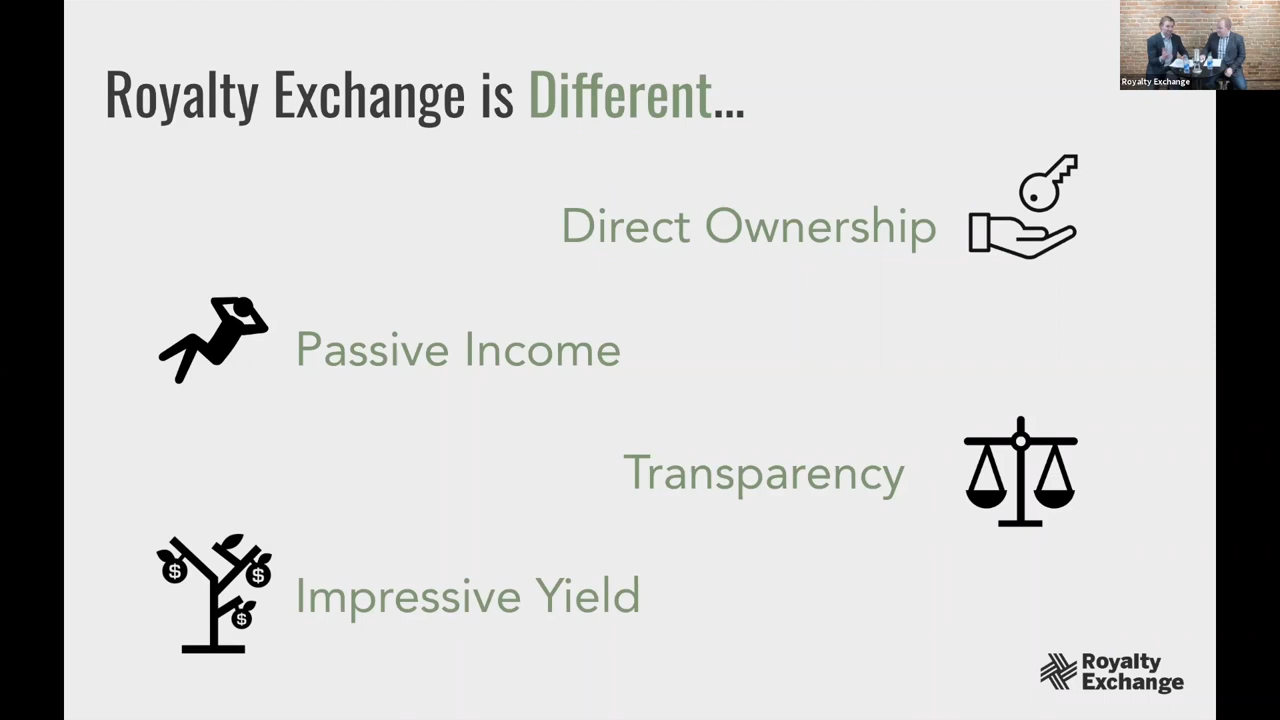 Royalty Exchange
Royalty Exchange is Different...
Direct Ownership
Passive Income
Transparency
$ $
$
Impressive Yield
Royalty
Exchange